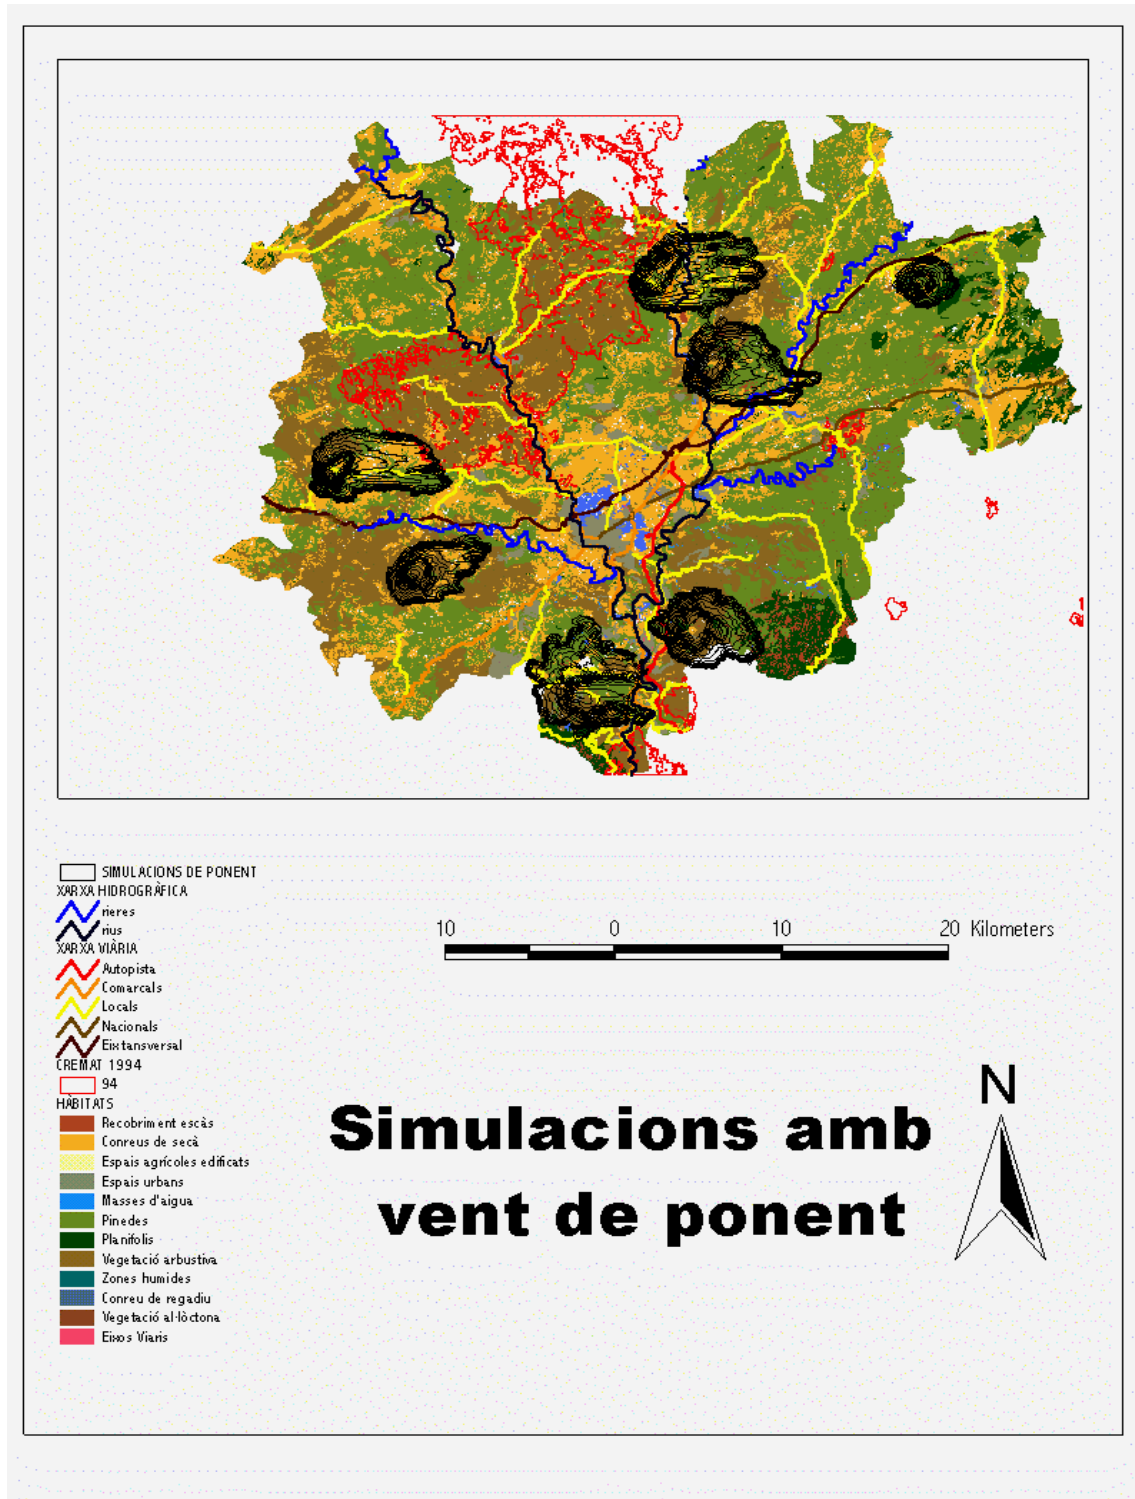 SIMULACIONS DE PONENT
XARXA HIDROGRÀFICA
rieres
rius
XARXA VIÀRIA
Autopista
Comarcals
Locals
Nacionals
Eix tansversal
CREMAT 1994
94
HÀBITATS
Recobriment escàs
Conreus de secà
Espais agrícoles edificats
Espais urbans
Masses d'aigua
Pinedes
Planifolis
Vegetació arbustiva
Zones humides
Conreu de regadiu
Vegetació al·lòctona
Eixos Viaris
10 0 10 20 Kilometers
N
Simulacions amb
vent de ponent